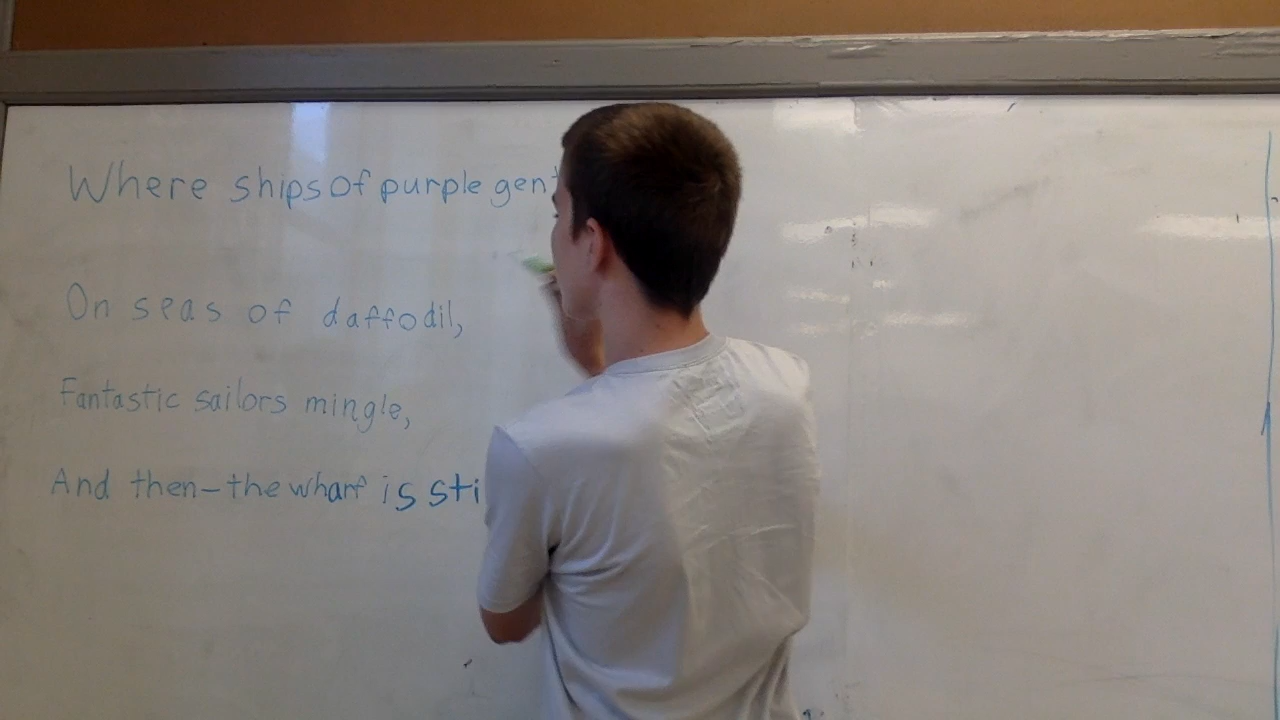 Where ships of purple gent
On seas of daffodil,
Fantastic sailors mingle,
And then – the wharf is sti